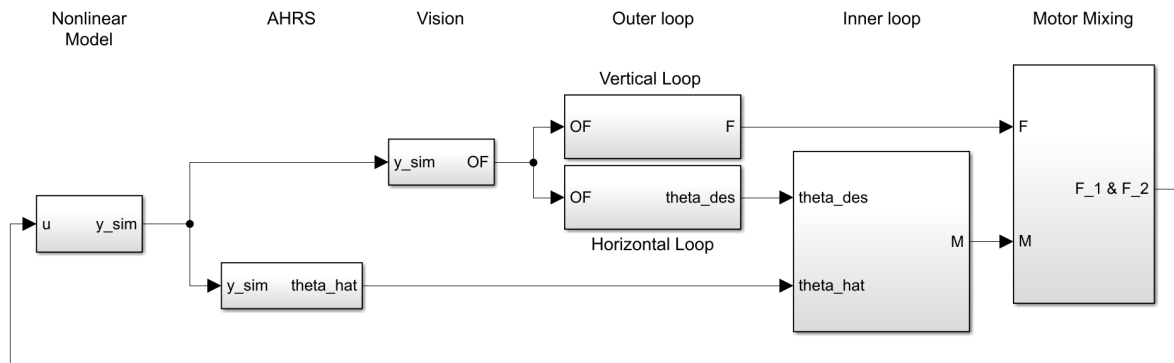 Nonlinear
Model
AHRS
Vision
Outer loop
Inner loop
Motor Mixing
Vertical Loop
OF
F
F
y_sim
OF
OF
theta_des
theta_des
F_1 & F_2
u
y_sim
Horizontal Loop
M
M
y_sim
theta_hat
theta_hat